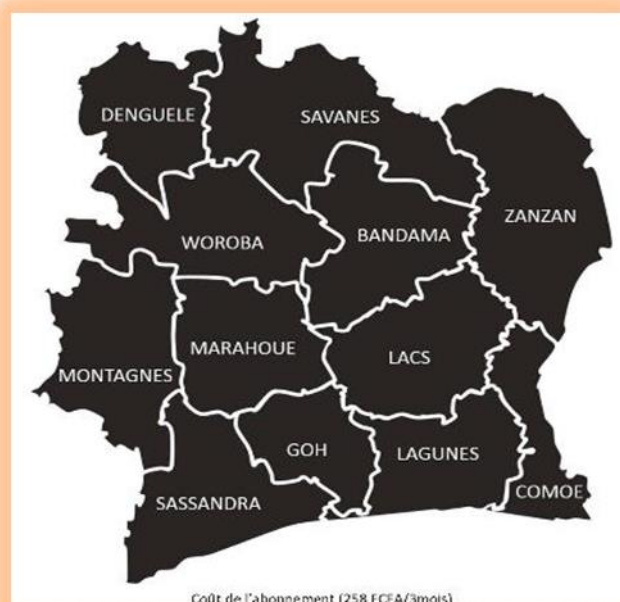 DENGUELE
SAVANES
ZANZAN
WOROBA
BANDAMA
MARAHOUE
LACS
MONTAGNES
GOH
LAGUNES
SASSANDRA
COMOE
Coût de l'abonnement (258 FCFA/3mois)